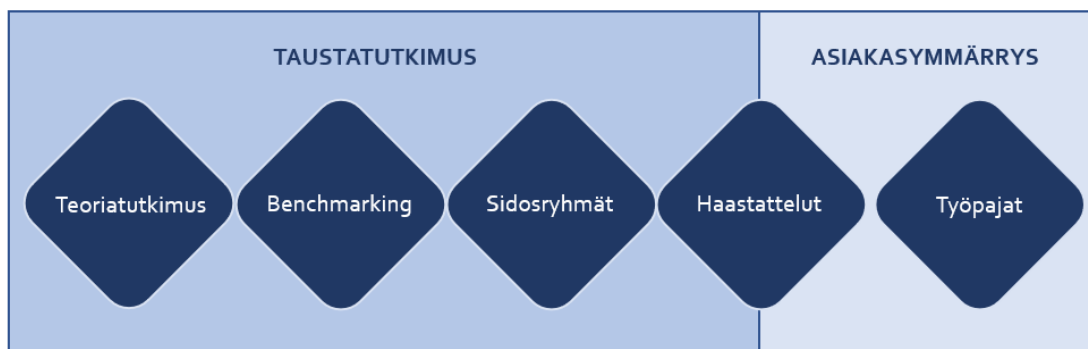 TAUSTATUTKIMUS
ASIAKASYMMÄRRYS
Teoriatutkimus
Benchmarking
Sidosryhmät
Haastattelut
Työpajat